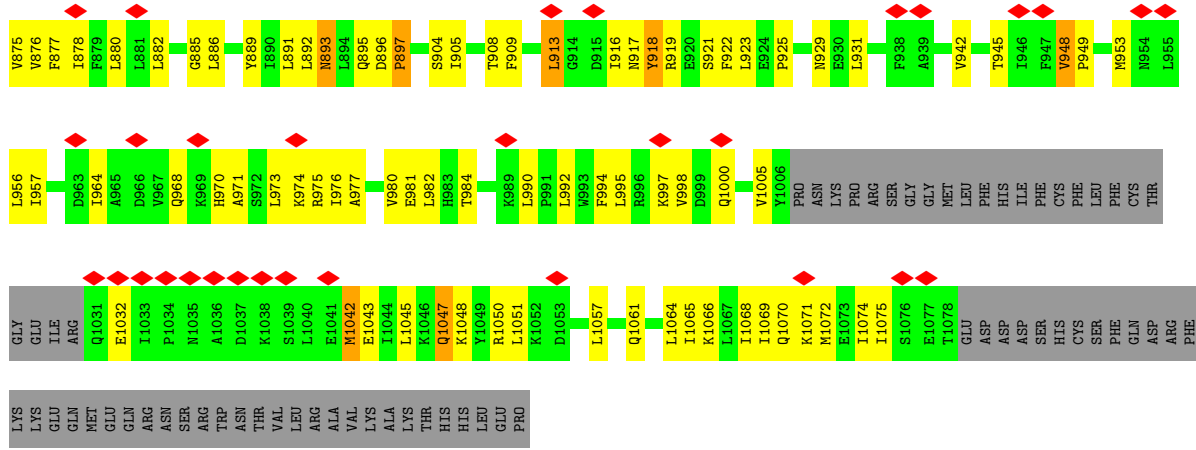 V875 V876 F877 I878 F879 L880 L881 L882 G885 L886 Y889 I890 L891 L892 N893 L894 Q895 D896 P897 S904 I905 T908 F909 L913 G914 D915 I916 N917 Y918 R919 E920 S921 F922 L923 E924 P925 N929 E930 L931 F938 A939 V942 T945 I946 F947 V948 P949 M953 N954 L955
L956 I957 D963 I964 A965 D966 V967 Q968 K969 H970 A971 S972 L973 K974 R975 I976 A977 V980 E981 L982 H983 T984 K989 L990 P991 L992 W993 F994 L995 R996 K997 V998 D999 Q1000 V1005 Y1006 PRO ASN LYS PRO ARG SER GLY GLY MET LEU PHE HIS ILE PHE CYS PHE LEU PHE CYS THR
GLY GLU ILE ARG Q1031 E1032 I1033 P1034 N1035 A1036 D1037 K1038 S1039 L1040 E1041 M1042 E1043 I1044 L1045 K1046 Q1047 K1048 Y1049 R1050 L1051 K1052 D1053 L1057 Q1061 L1064 I1065 K1066 L1067 I1068 I1069 Q1070 K1071 M1072 E1073 I1074 I1075 S1076 E1077 T1078 GLU ASP ASP ASP SER HIS CYS SER PHE GLN ASP ARG PHE
LYS LYS GLU GLN MET GLU GLN ARG ASN SER ARG TRP ASN THR VAL LEU ARG ALA VAL LYS ALA LYS THR HIS HIS LEU GLU PRO